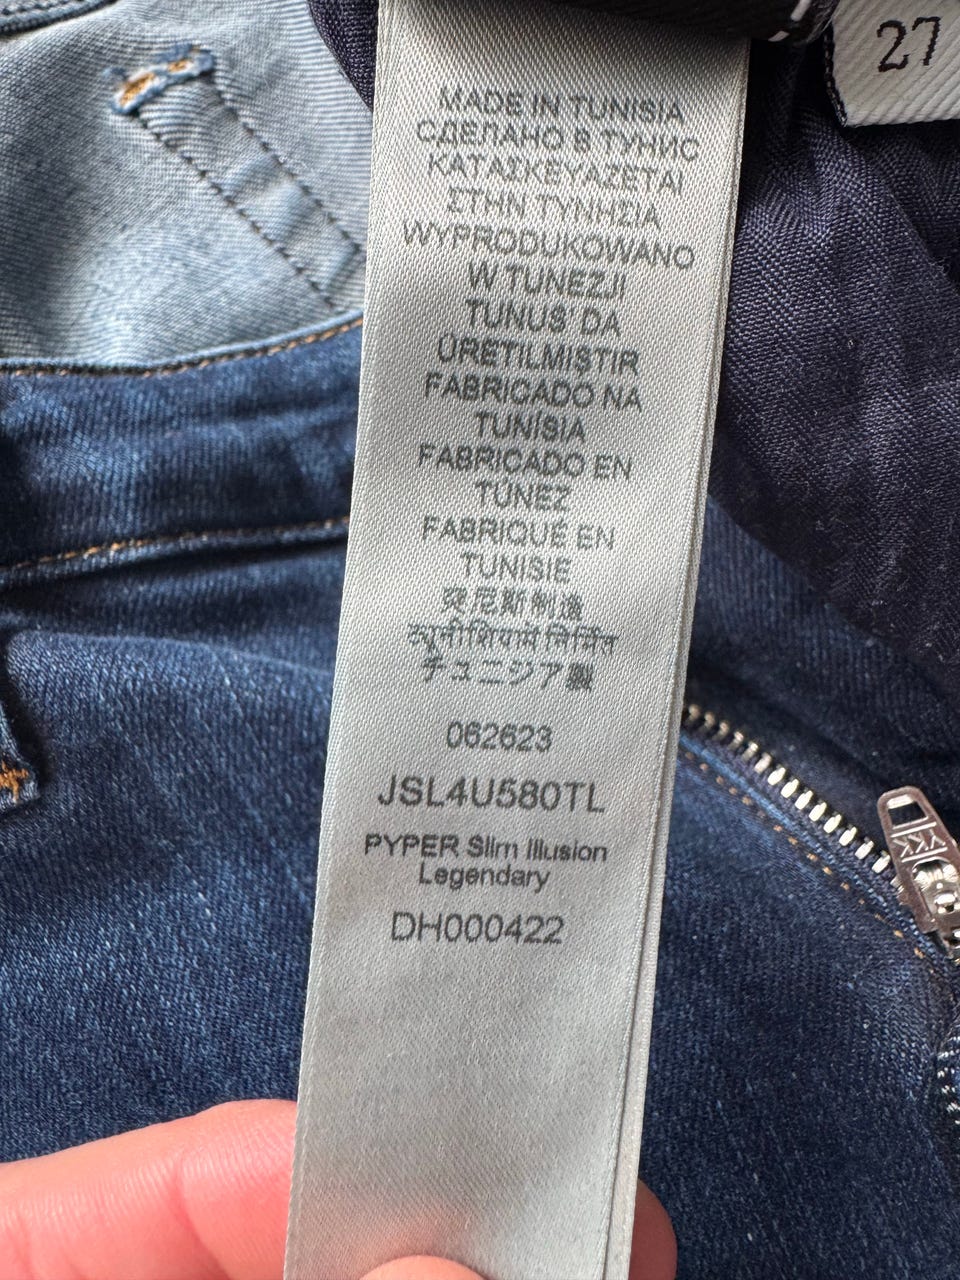 27
MADE IN TUNISIA
СДЕЛАНО В ТУНИС
ΚΑΤΑΣΚΕΥΑΖΕΤΑΙ
ΣΤΗΝ ΤΥΝΗΣΙΑ
WYPRODUKOWANO
W TUNEZJI
TUNUS' DA
ÜRETILMISTIR
FABRICADO NA
TUNÍSIA
FABRICADO EN
TÚNEZ
FABRIQUÉ EN
TUNISIE
突尼斯制造
ट्यूनीशिया में निर्मित
チュニジア製
062623
JSL4U580TL
PYPER Slim Illusion
Legendary
DH000422
YKK